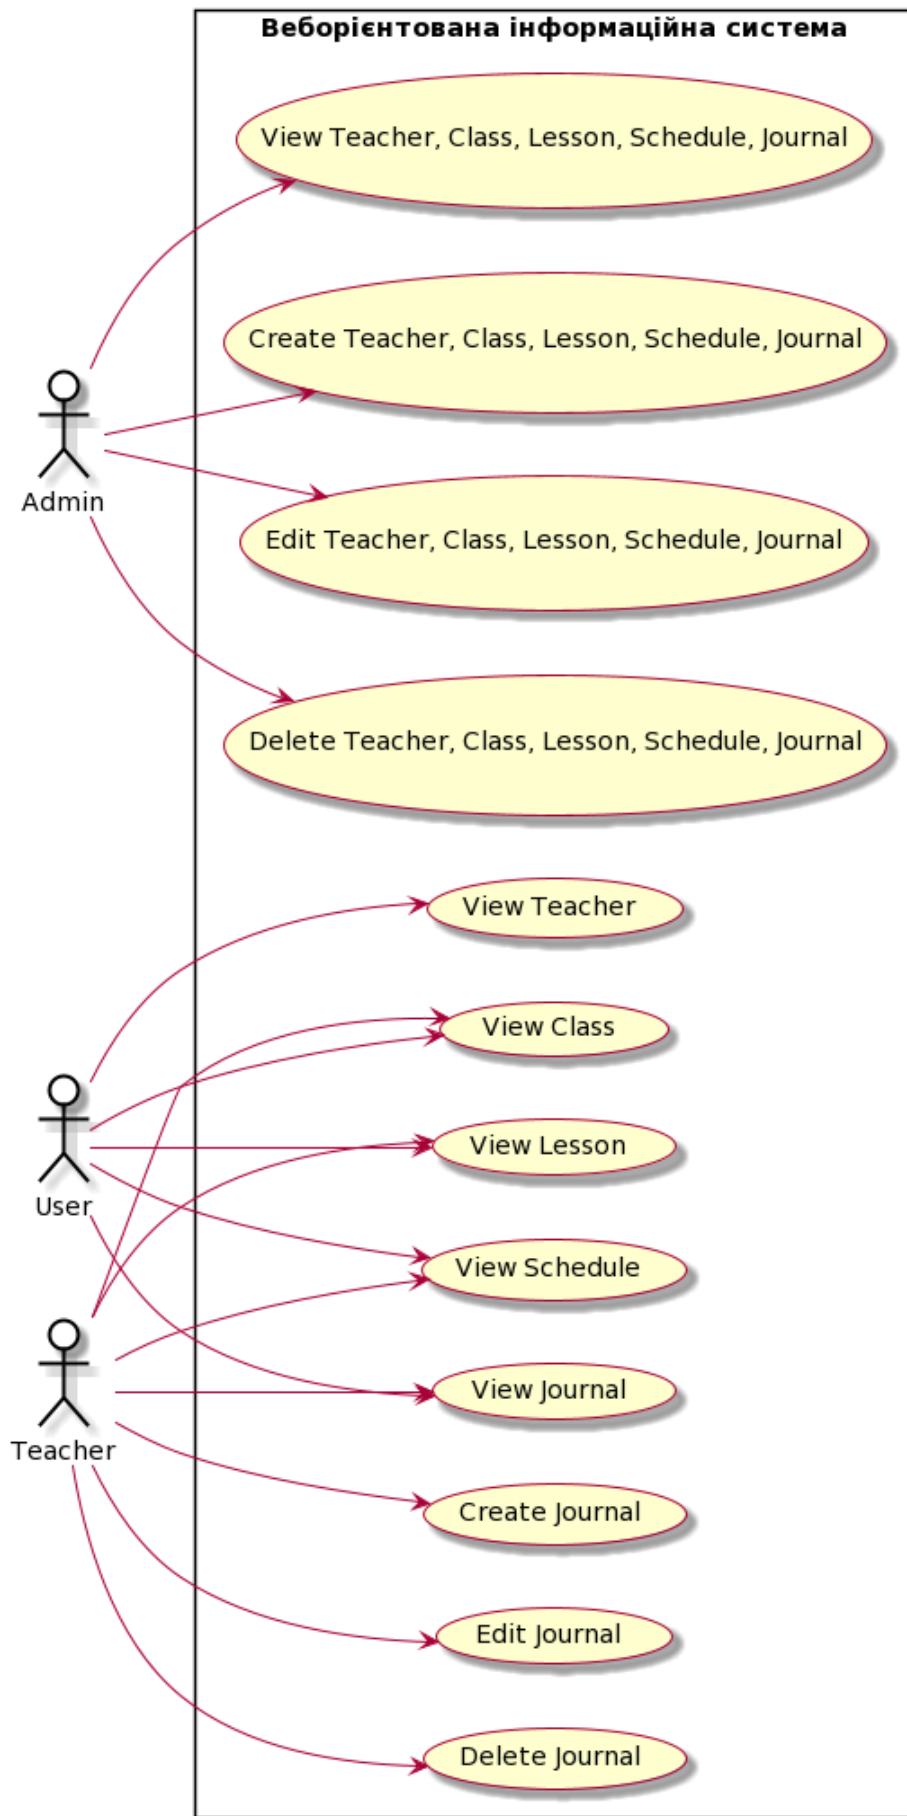 Веборієнтована інформаційна система
View Teacher, Class, Lesson, Schedule, Journal
Create Teacher, Class, Lesson, Schedule, Journal
Admin
Edit Teacher, Class, Lesson, Schedule, Journal
Delete Teacher, Class, Lesson, Schedule, Journal
View Teacher
View Class
View Lesson
User
View Schedule
View Journal
Teacher
Create Journal
Edit Journal
Delete Journal